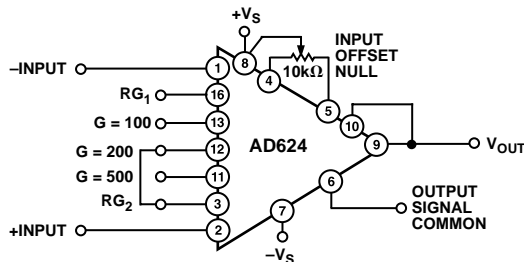 +VS
INPUT
OFFSET
NULL
10kΩ
–INPUT
1
8
4
RG1
16
5
G = 100
13
10
G = 200
12
AD624
9
VOUT
G = 500
11
6
OUTPUT
SIGNAL
COMMON
RG2
3
7
+INPUT
2
–VS